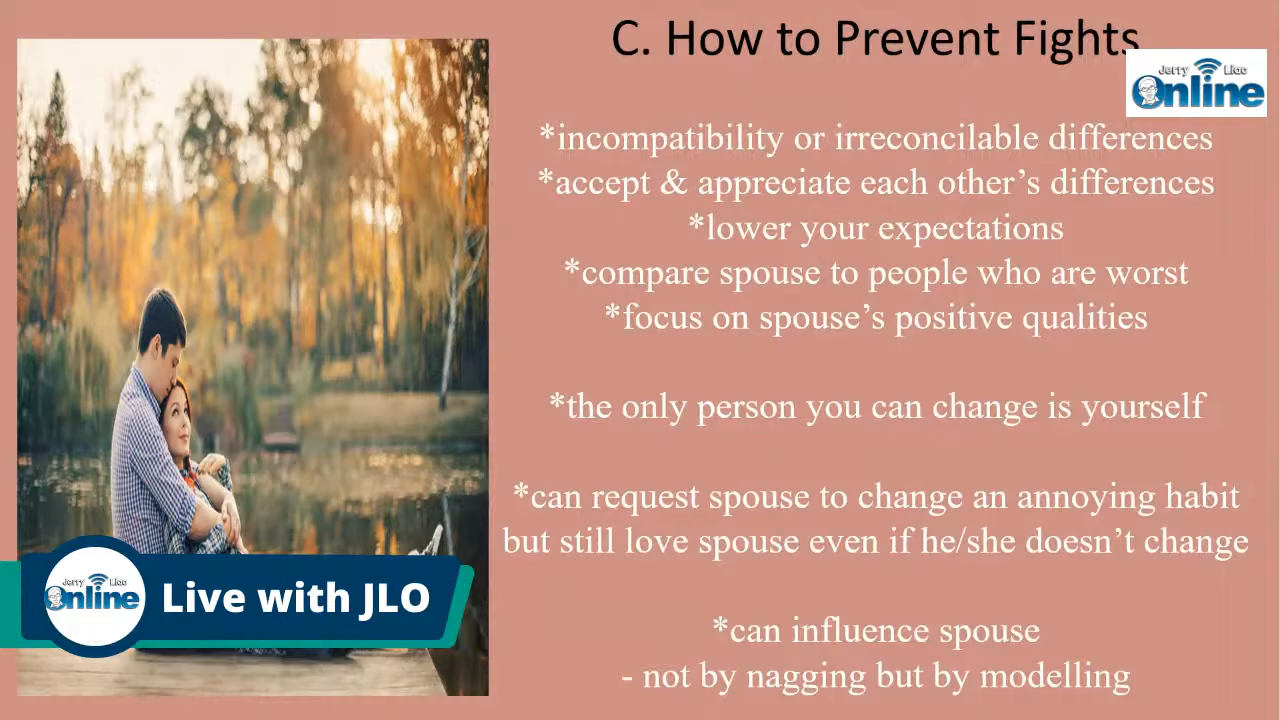 C. How to Prevent Fights
Jerry Liao
Online
*incompatibility or irreconcilable differences
*accept & appreciate each other’s differences
*lower your expectations
*compare spouse to people who are worst
*focus on spouse’s positive qualities
*the only person you can change is yourself
*can request spouse to change an annoying habit
but still love spouse even if he/she doesn’t change
*can influence spouse
- not by nagging but by modelling
Jerry Liao
Online
Live with JLO